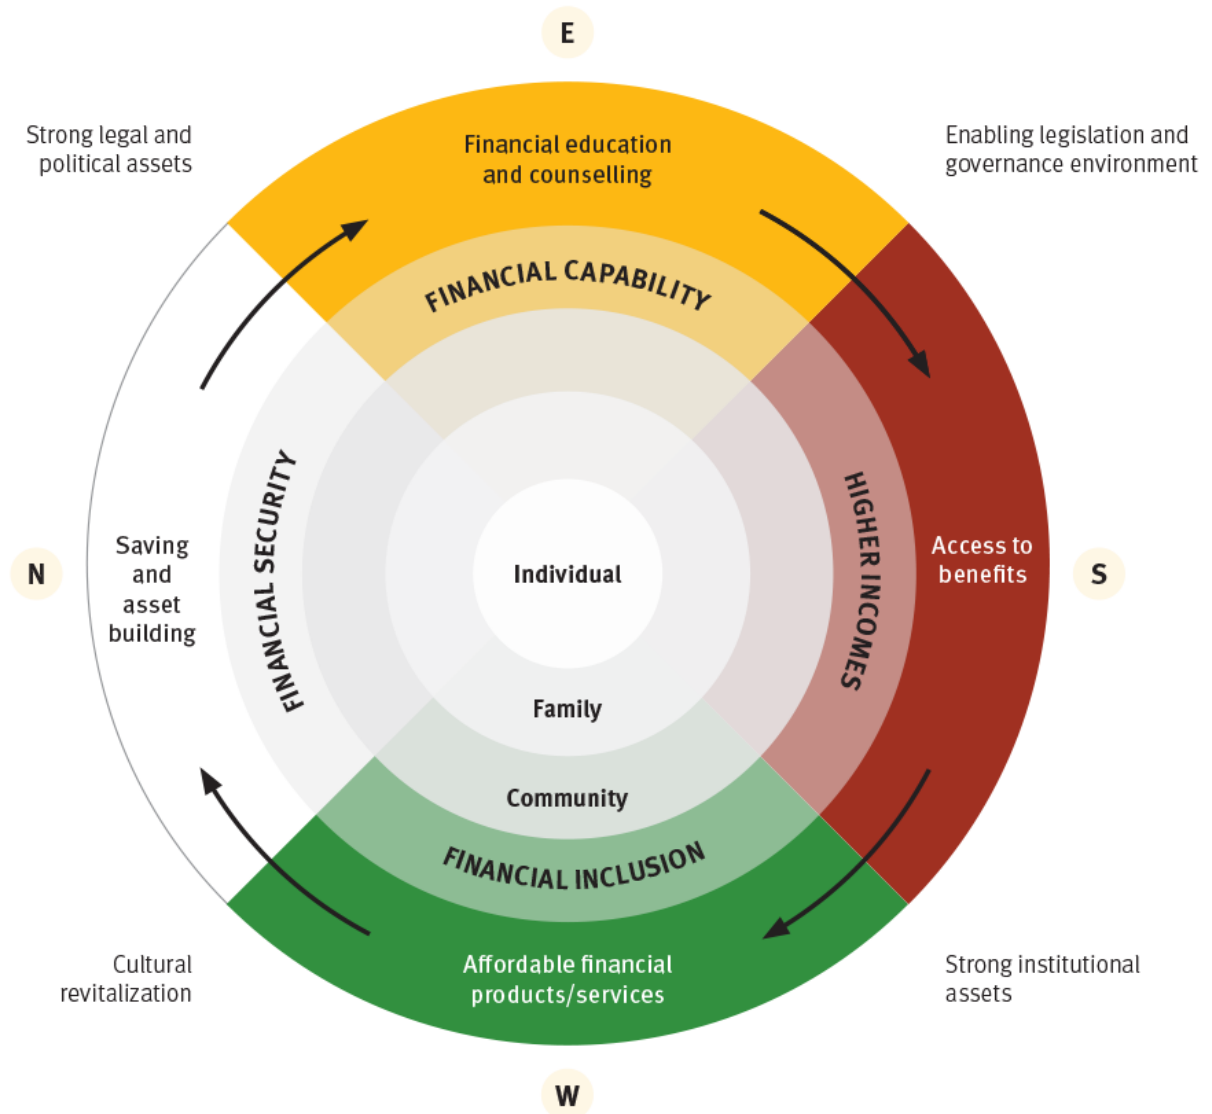 E
Strong legal and
political assets
Financial education
and counselling
Enabling legislation and
governance environment
FINANCIAL CAPABILITY
FINANCIAL SECURITY
HIGHER INCOMES
N
Saving
and
asset
building
Individual
Access to
benefits
S
Family
Community
FINANCIAL INCLUSION
Cultural
revitalization
Affordable financial
products/services
Strong institutional
assets
W